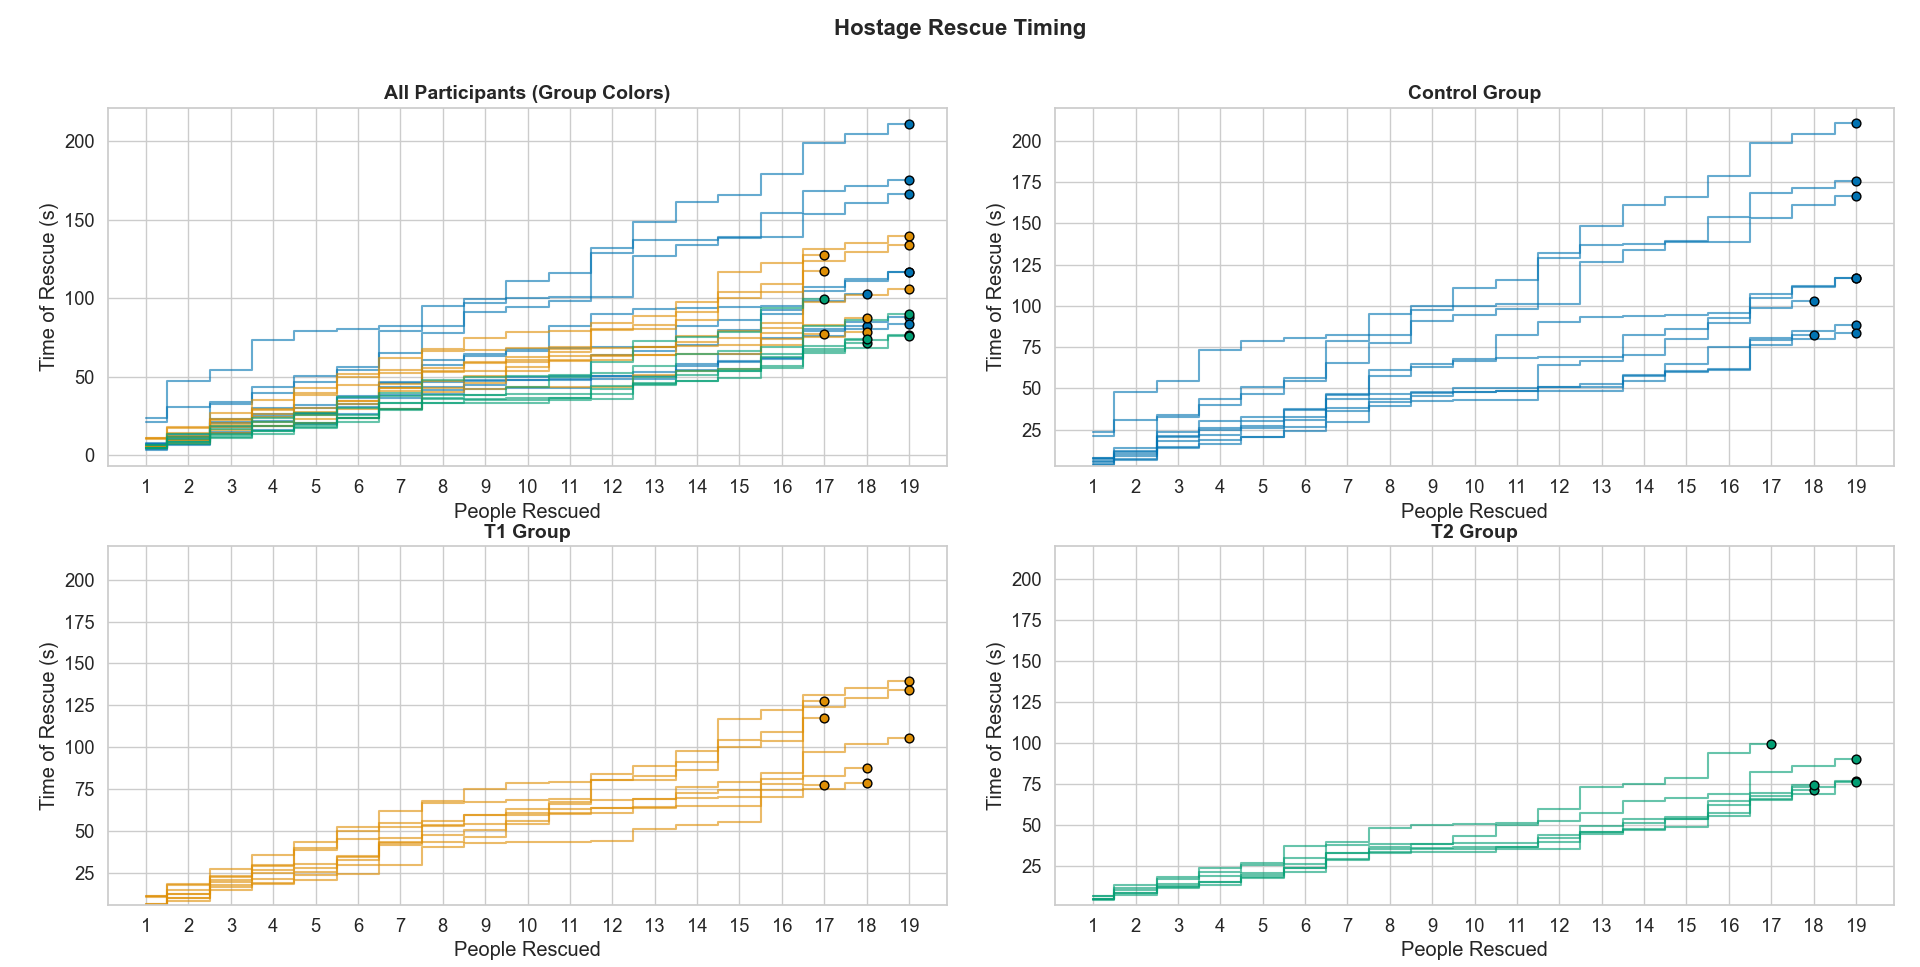 Hostage Rescue Timing
All Participants (Group Colors)
Time of Rescue (s)
200
150
100
50
0
1 2 3 4 5 6 7 8 9 10 11 12 13 14 15 16 17 18 19
People Rescued
Control Group
Time of Rescue (s)
200
175
150
125
100
75
50
25
1 2 3 4 5 6 7 8 9 10 11 12 13 14 15 16 17 18 19
People Rescued
T1 Group
Time of Rescue (s)
200
175
150
125
100
75
50
25
1 2 3 4 5 6 7 8 9 10 11 12 13 14 15 16 17 18 19
People Rescued
T2 Group
Time of Rescue (s)
200
175
150
125
100
75
50
25
1 2 3 4 5 6 7 8 9 10 11 12 13 14 15 16 17 18 19
People Rescued